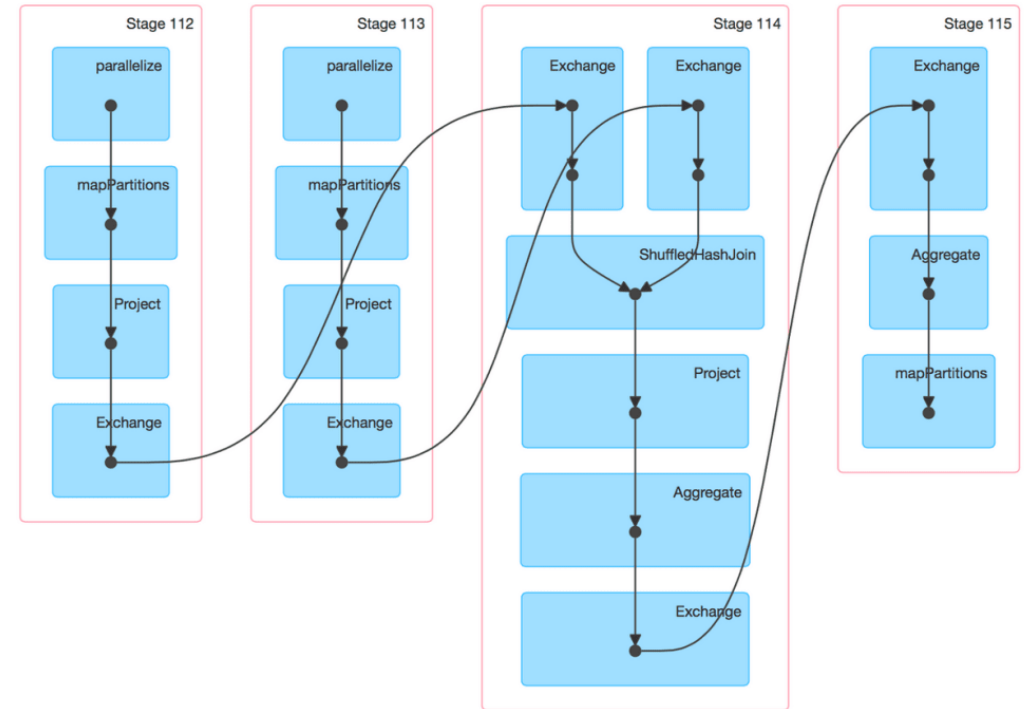 Stage 112
parallelize
mapPartitions
Project
Exchange
Stage 113
parallelize
mapPartitions
Project
Exchange
Stage 114
Exchange
Exchange
ShuffledHashJoin
Project
Aggregate
Exchange
Stage 115
Exchange
Aggregate
mapPartitions